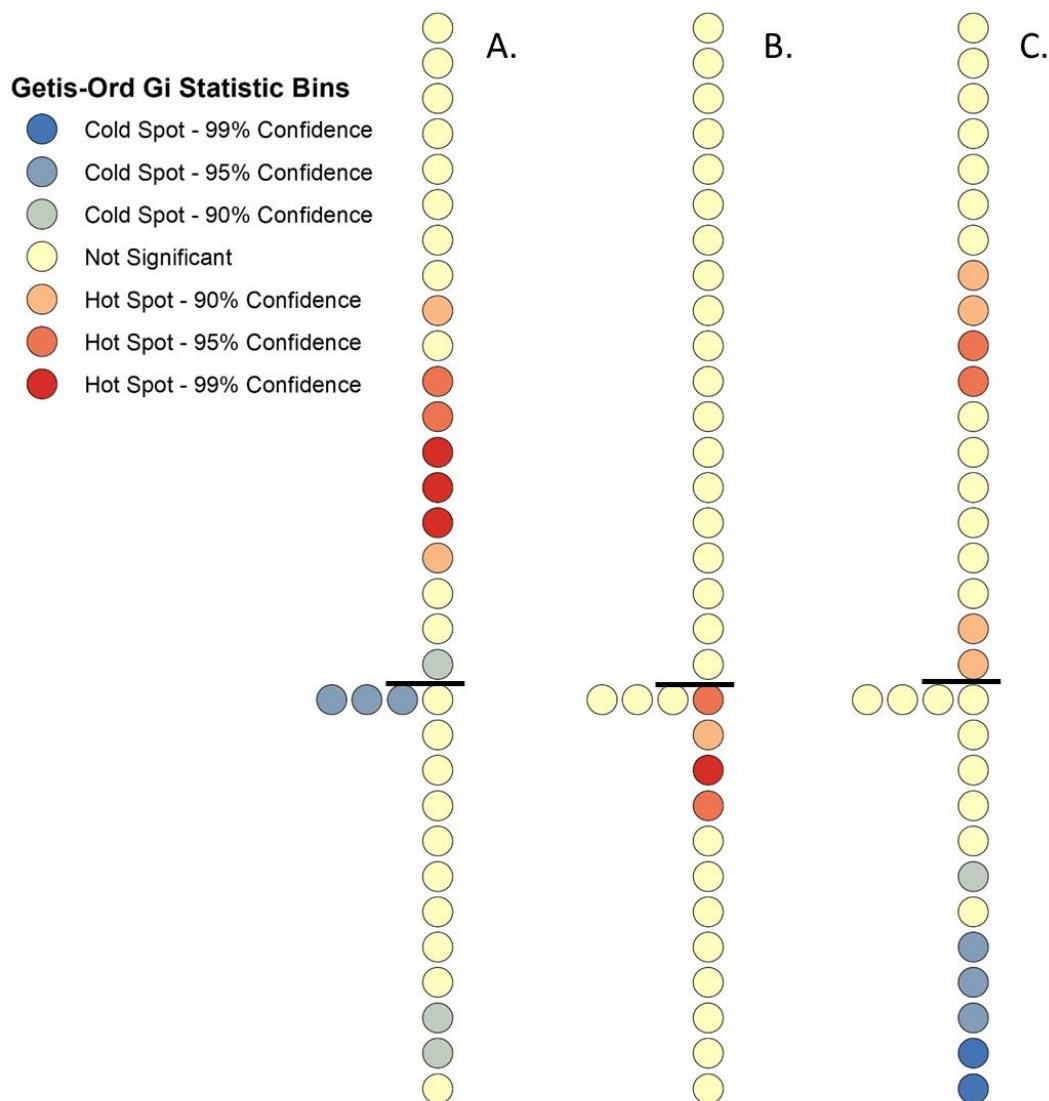 A.
B.
C.
Getis-Ord Gi Statistic Bins
Cold Spot - 99% Confidence
Cold Spot - 95% Confidence
Cold Spot - 90% Confidence
Not Significant
Hot Spot - 90% Confidence
Hot Spot - 95% Confidence
Hot Spot - 99% Confidence